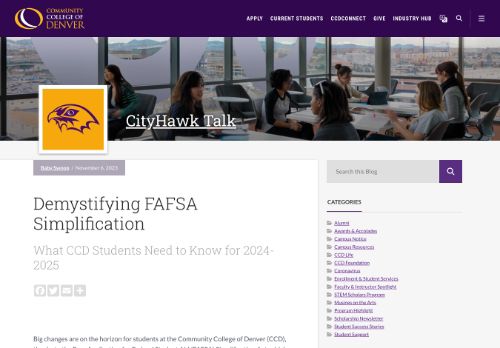 COMMUNITY
COLLEGE OF
DENVER
APPLY CURRENT STUDENTS CCDCONNECT GIVE INDUSTRY HUB
CityHawk Talk
November 6, 2023
Search this Blog
Demystifying FAFSA
Simplification
What CCD Students Need to Know for 2024-
2025
CATEGORIES
Alumni
Awards & Accolades
Campus Notice
Campus Resources
CCD Life
CCD Foundation
Coronavirus
Enrollment & Student Services
Faculty & Instructor Spotlight
STEM Scholars Program
Musings on the Arts
Program Highlight
Scholarship Newsletter
Student Success Stories
Student Support
Big changes are on the horizon for students at the Community College of Denver (CCD),